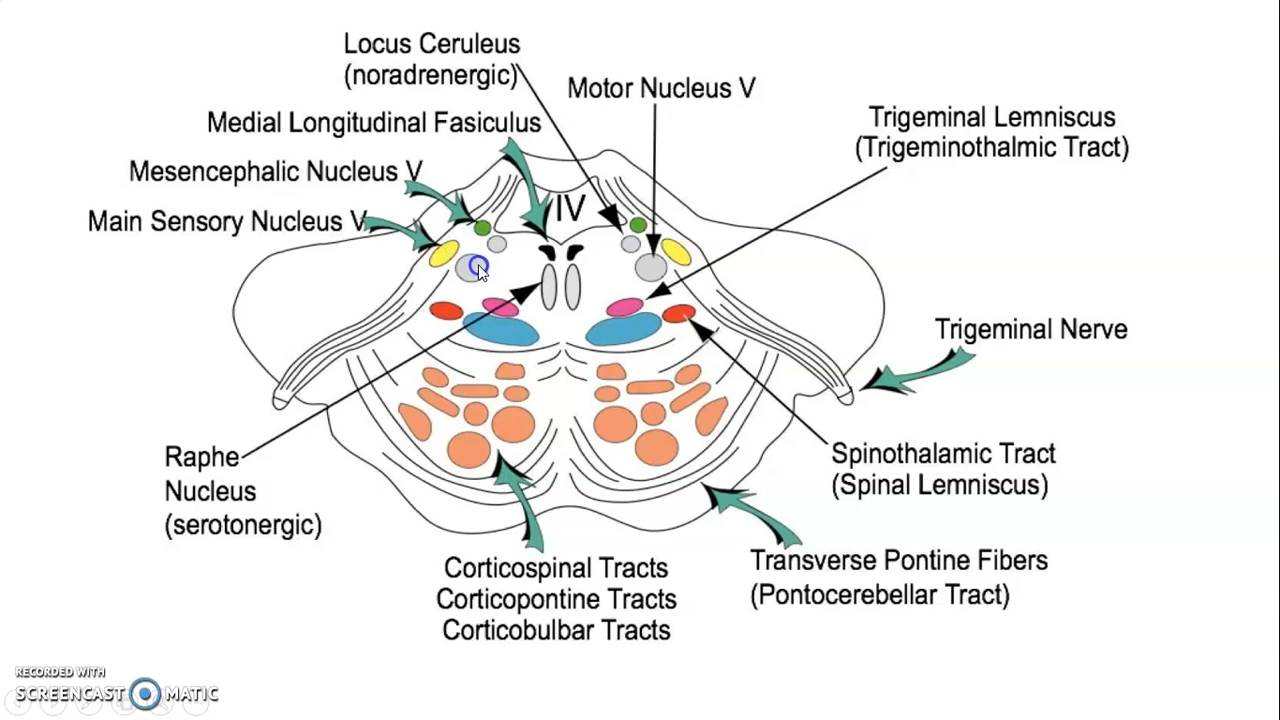 Locus Ceruleus
(noradrenergic)
Motor Nucleus V
Medial Longitudinal Fasiculus
Trigeminal Lemniscus
(Trigeminothalmic Tract)
Mesencephalic Nucleus V
Main Sensory Nucleus V
IV
Trigeminal Nerve
Raphe
Nucleus
(serotonergic)
Spinothalamic Tract
(Spinal Lemniscus)
Corticospinal Tracts
Corticopontine Tracts
Corticobulbar Tracts
Transverse Pontine Fibers
(Pontocerebellar Tract)
RECORDED WITH
SCREENCAST MATIC